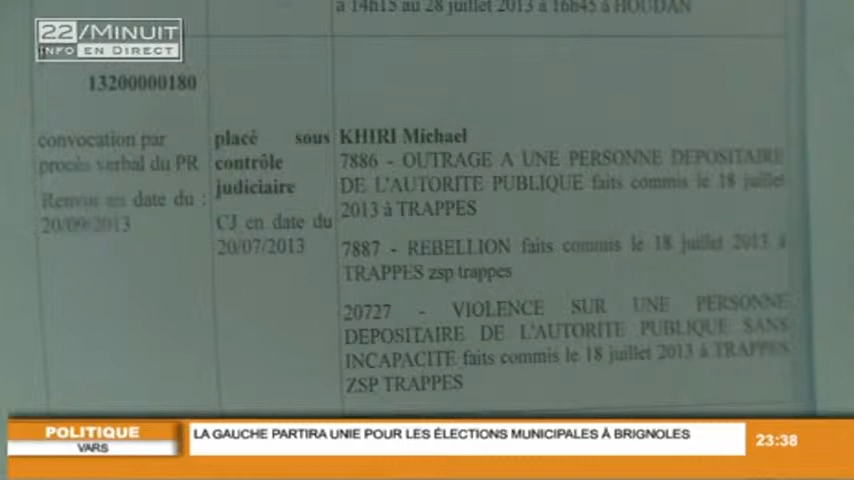 à 14h15 au 28 juillet 2013 à 16h45 à HOUDAN
22/MINUIT
INFO EN DIRECT
13200000180
convocation par
procès verbal du PR
Renvoi en date du :
20/09/2013
placé sous
contrôle
judiciaire
CJ en date du
20/07/2013
KHIRI Michael
7886 - OUTRAGE A UNE PERSONNE DEPOSITAIRE
DE L'AUTORITE PUBLIQUE faits commis le 18 juillet
2013 à TRAPPES
7887 - REBELLION faits commis le 18 juillet 2013 à
TRAPPES zsp trappes
20727 - VIOLENCE SUR UNE PERSONNE
DEPOSITAIRE DE L'AUTORITE PUBLIQUE SANS
INCAPACITE faits commis le 18 juillet 2013 à TRAPPES
ZSP TRAPPES
POLITIQUE
VARS
LA GAUCHE PARTIRA UNIE POUR LES ÉLECTIONS MUNICIPALES À BRIGNOLES
23:38